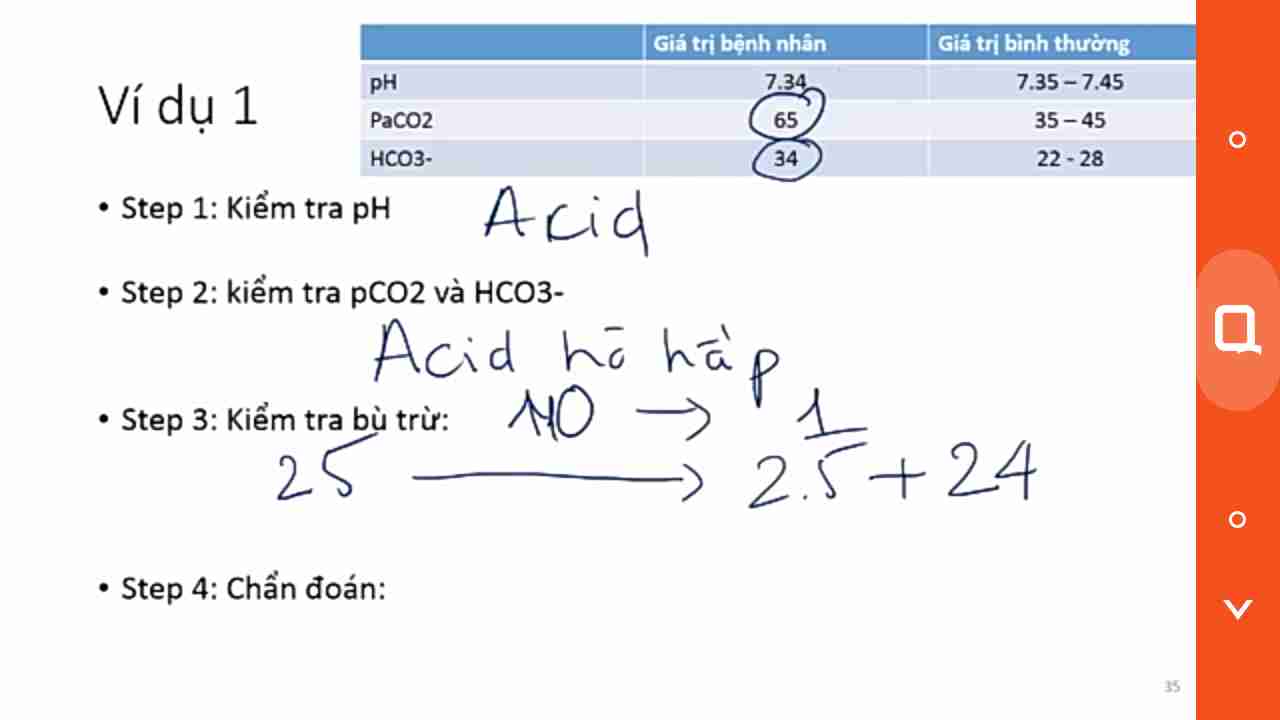 Giá trị bệnh nhân Giá trị bình thường
pH 7.34 7.35 – 7.45
PaCO2 65 35 – 45
HCO3- 34 22 - 28
Ví dụ 1
• Step 1: Kiểm tra pH Acid
• Step 2: kiểm tra pCO2 và HCO3-
Acid hô hấp
• Step 3: Kiểm tra bù trừ: 10 → 1
25 → 2.5 + 24
• Step 4: Chẩn đoán:
35